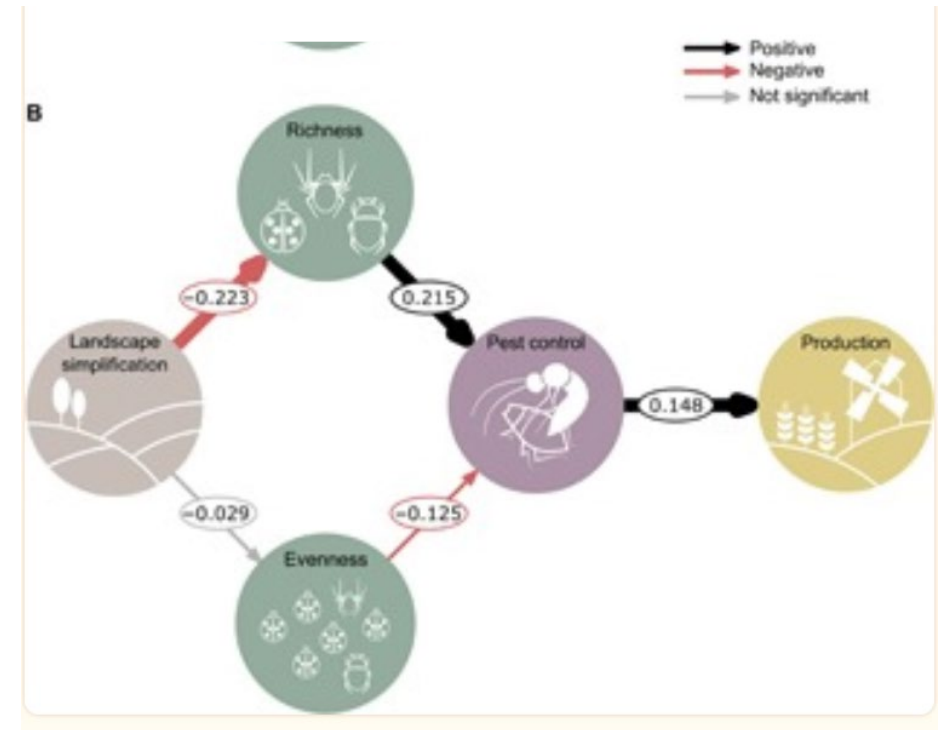 Positive
Negative
Not significant
B
Richness
−0.223
0.215
Landscape
simplification
Pest control
Production
0.148
−0.029
−0.125
Evenness